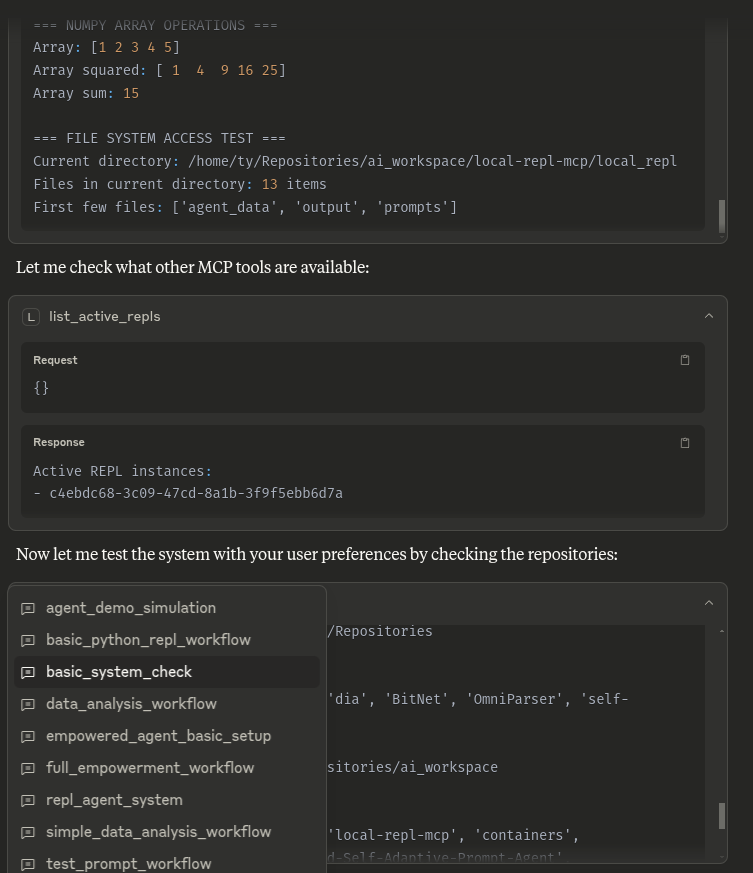 === NUMPY ARRAY OPERATIONS ===
Array: [1 2 3 4 5]
Array squared: [ 1  4  9 16 25]
Array sum: 15
=== FILE SYSTEM ACCESS TEST ===
Current directory: /home/ty/Repositories/ai_workspace/local-repl-mcp/local_repl
Files in current directory: 13 items
First few files: ['agent_data', 'output', 'prompts']
Let me check what other MCP tools are available:
L list_active_repls
Request
{}
Response
Active REPL instances:
- c4ebdc68-3c09-47cd-8a1b-3f9f5ebb6d7a
Now let me test the system with your user preferences by checking the repositories:
agent_demo_simulation
/Repositories
basic_python_repl_workflow
basic_system_check
data_analysis_workflow
'dia', 'BitNet', 'OmniParser', 'self-
empowered_agent_basic_setup
full_empowerment_workflow
sitories/ai_workspace
repl_agent_system
simple_data_analysis_workflow
'local-repl-mcp', 'containers',
test_prompt_workflow
d-Self-Adaptive-Prompt-Agent'